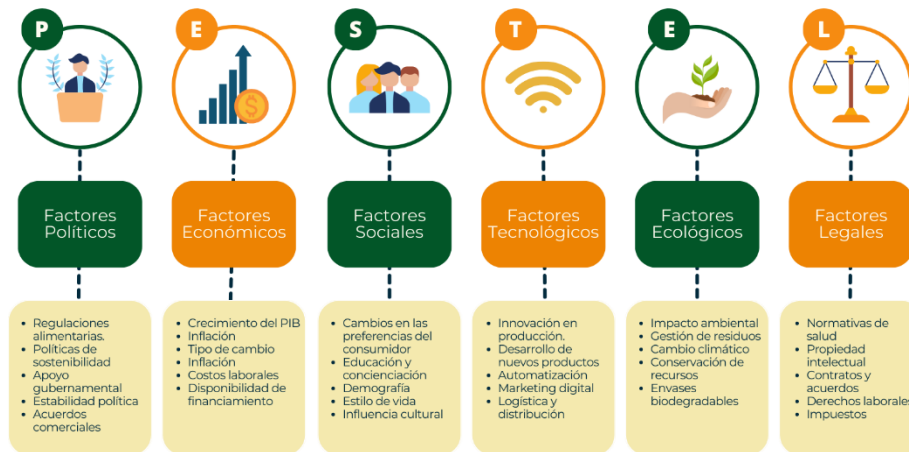 P
E
S
T
E
L
$
Factores
Políticos
Factores
Económicos
Factores
Sociales
Factores
Tecnológicos
Factores
Ecológicos
Factores
Legales
• Regulaciones
alimentarias.
• Políticas de
sostenibilidad
• Apoyo
gubernamental
• Estabilidad política
• Acuerdos
comerciales
• Crecimiento del PIB
• Inflación
• Tipo de cambio
• Inflación
• Costos laborales
• Disponibilidad de
financiamiento
• Cambios en las
preferencias del
consumidor
• Educación y
concienciación
• Demografía
• Estilo de vida
• Influencia cultural
• Innovación en
producción.
• Desarrollo de
nuevos productos
• Automatización
• Marketing digital
• Logística y
distribución
• Impacto ambiental
• Gestión de residuos
• Cambio climático
• Conservación de
recursos
• Envases
biodegradables
• Normativas de
salud
• Propiedad
intelectual
• Contratos y
acuerdos
• Derechos laborales
• Impuestos